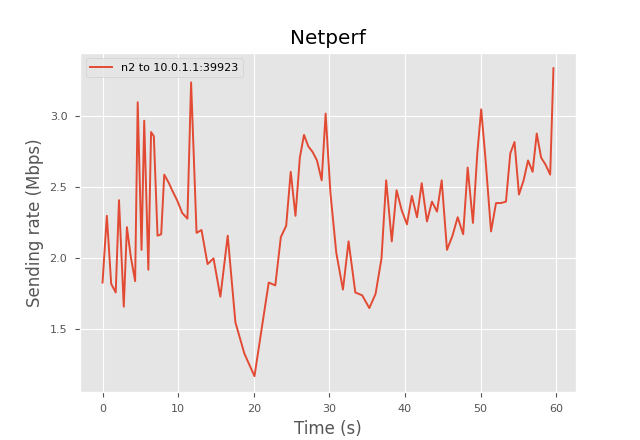 Netperf
n2 to 10.0.1.1:39923
Sending rate (Mbps)
3.0
2.5
2.0
1.5
0 10 20 30 40 50 60
Time (s)